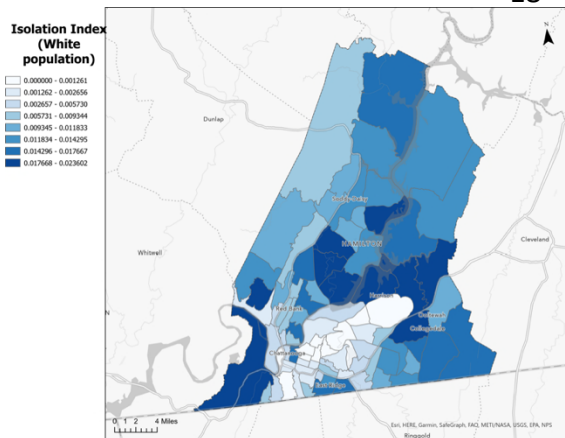 Isolation Index
(White
population)
0.000000 - 0.001261
0.001262 - 0.002656
0.002657 - 0.005730
0.005731 - 0.009344
0.009345 - 0.011833
0.011834 - 0.014295
0.014296 - 0.017667
0.017668 - 0.023602
N
Dunlap
Soddy-Daisy
Whitwell
HAMILTON
Cleveland
Harrison
Red Bank
Ooltewah
Collegedale
Chattanooga
East Ridge
0 1 2 4 Miles
Esri, HERE, Garmin, SafeGraph, FAO, METI/NASA, USGS, EPA, NPS
Ringgold